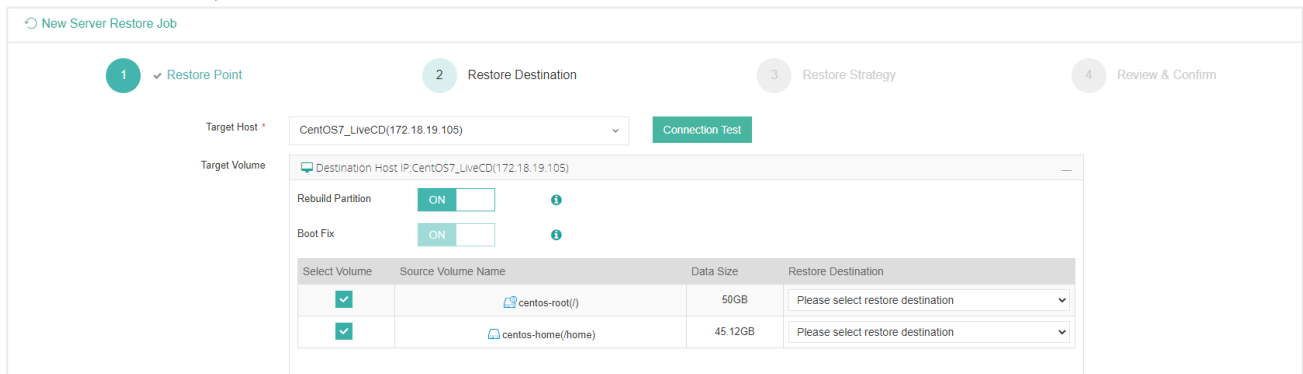 New Server Restore Job
1 Restore Point 2 Restore Destination 3 Restore Strategy 4 Review & Confirm
Target Host * CentOS7_LiveCD(172.18.19.105) Connection Test
Target Volume Destination Host IP:CentOS7_LiveCD(172.18.19.105)
Rebuild Partition ON
Boot Fix ON
Select Volume Source Volume Name Data Size Restore Destination
centos-root(/) 50GB Please select restore destination
centos-home(/home) 45.12GB Please select restore destination